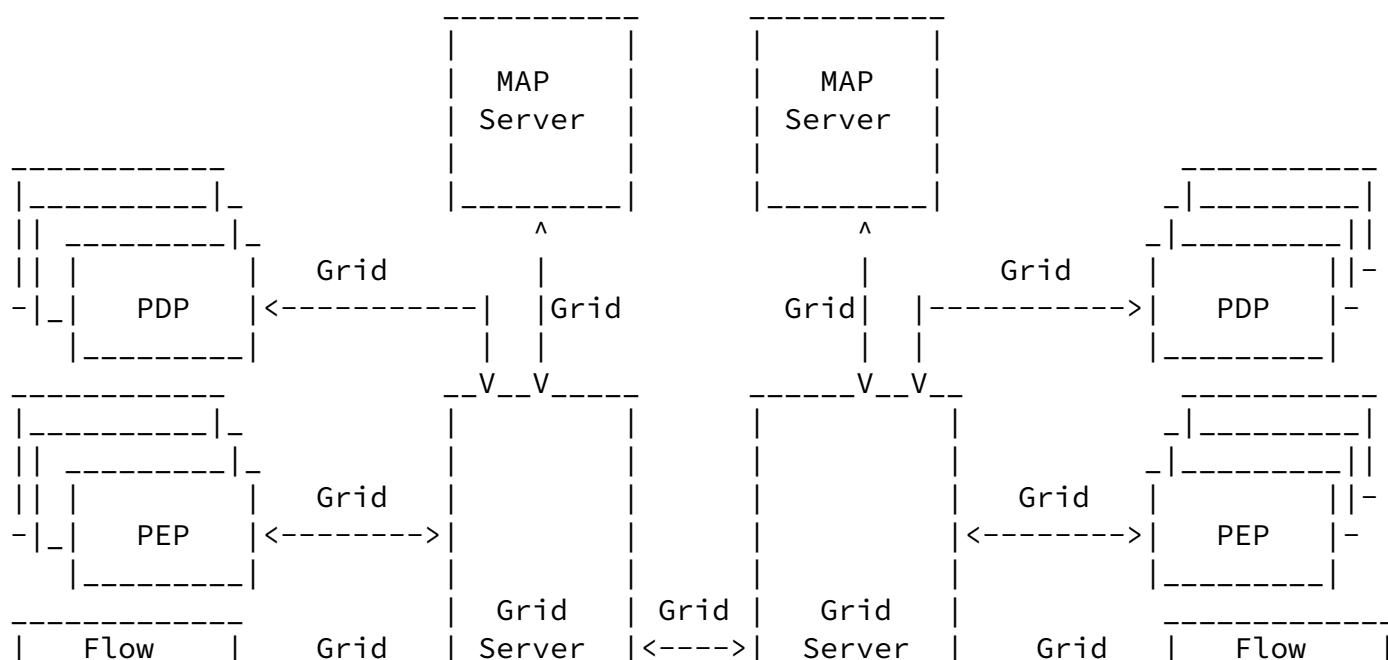 MAP MAP
Server Server
Grid Grid
PDP Grid Grid PDP
Grid Grid
PEP PEP
Grid Grid Grid
Flow Grid Server Server Grid Flow